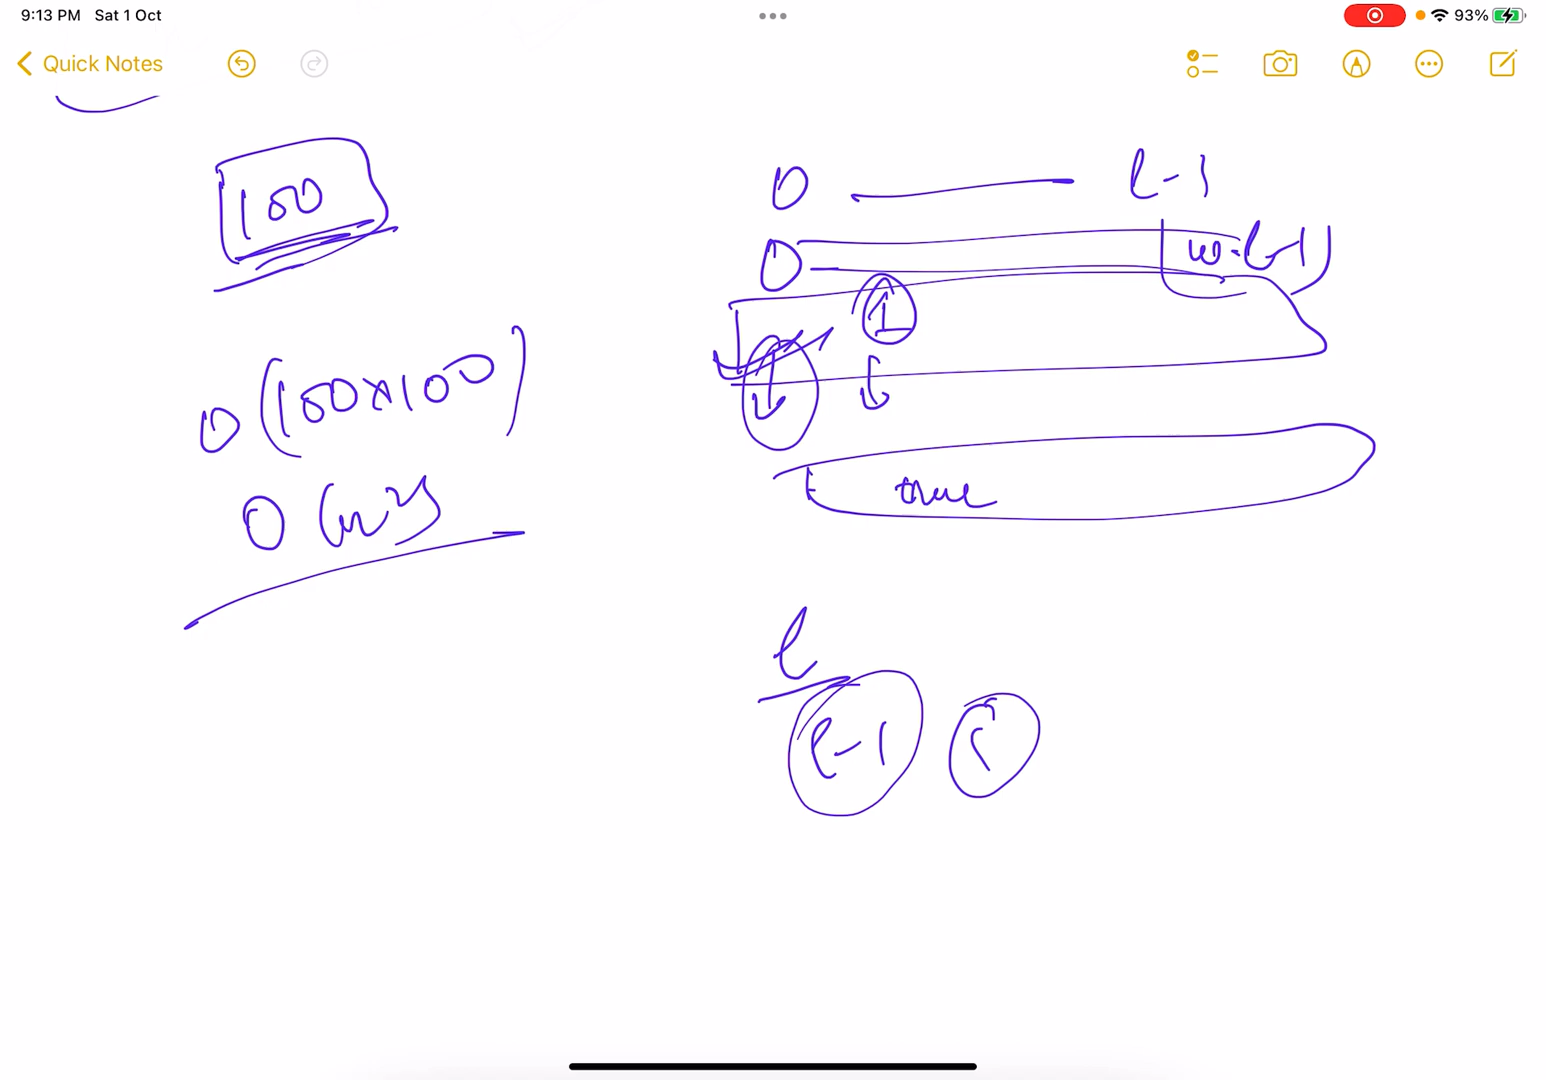 9:13 PM Sat 1 Oct
93%
Quick Notes
100
O(100x100)
O(n²)
0 l-1
0 w-(l-1)
1
true
l
l-1